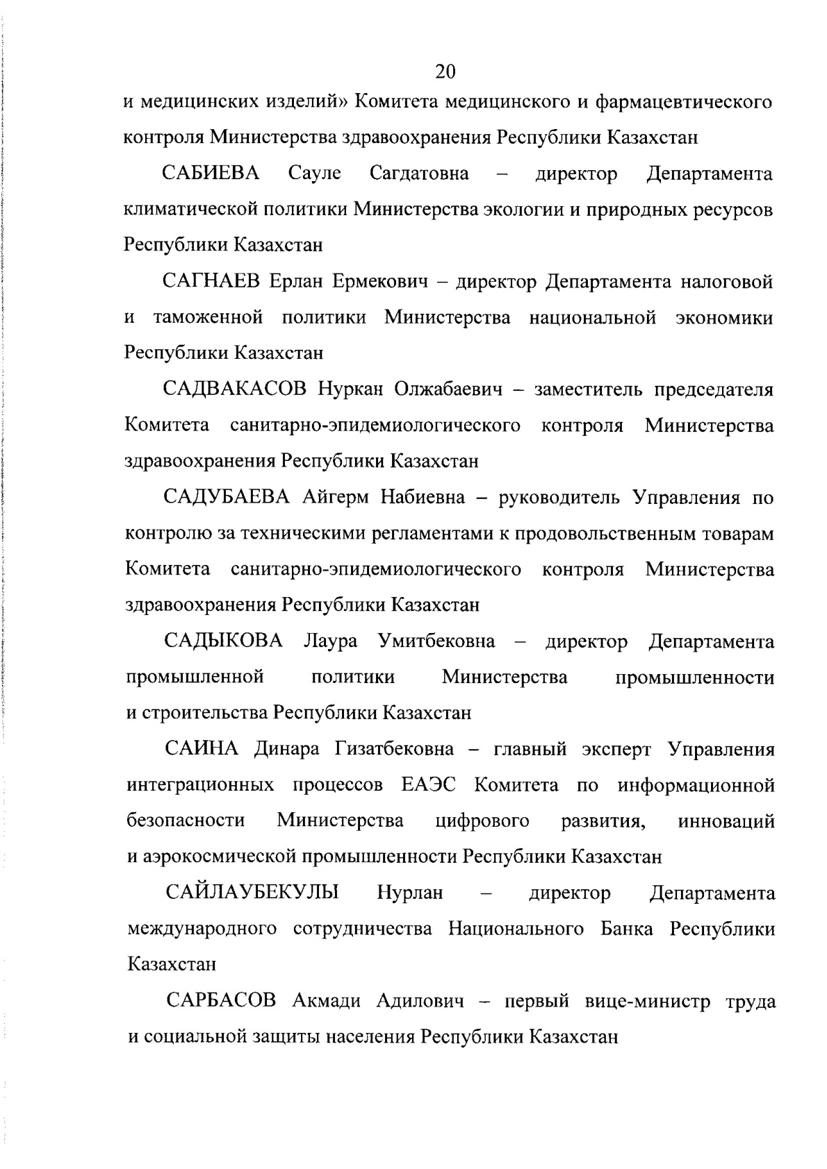 20
и медицинских изделий» Комитета медицинского и фармацевтического
контроля Министерства здравоохранения Республики Казахстан
САБИЕВА Сауле Сагдатовна – директор Департамента
климатической политики Министерства экологии и природных ресурсов
Республики Казахстан
САГНАЕВ Ерлан Ермекович – директор Департамента налоговой
и таможенной политики Министерства национальной экономики
Республики Казахстан
САДВАКАСОВ Нуркан Олжабаевич – заместитель председателя
Комитета санитарно-эпидемиологического контроля Министерства
здравоохранения Республики Казахстан
САДУБАЕВА Айгерм Набиевна – руководитель Управления по
контролю за техническими регламентами к продовольственным товарам
Комитета санитарно-эпидемиологического контроля Министерства
здравоохранения Республики Казахстан
САДЫКОВА Лаура Умитбековна – директор Департамента
промышленной политики Министерства промышленности
и строительства Республики Казахстан
САИНА Динара Гизатбековна – главный эксперт Управления
интеграционных процессов ЕАЭС Комитета по информационной
безопасности Министерства цифрового развития, инноваций
и аэрокосмической промышленности Республики Казахстан
САЙЛАУБЕКУЛЫ Нурлан – директор Департамента
международного сотрудничества Национального Банка Республики
Казахстан
САРБАСОВ Акмади Адилович – первый вице-министр труда
и социальной защиты населения Республики Казахстан